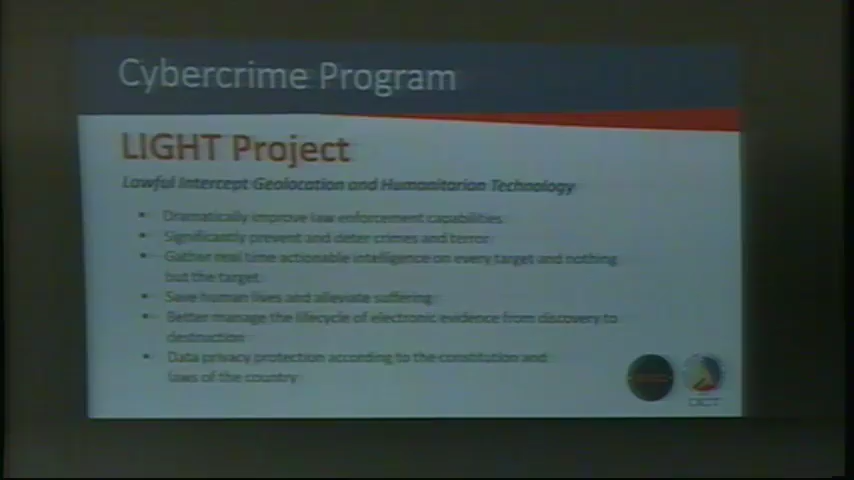 Cybercrime Program
LIGHT Project
Lawful Intercept Geolocation and Humanitarian Technology
• Dramatically improve law enforcement capabilities
• Significantly prevent and deter crimes and terror
• Gather real time actionable intelligence on every target and nothing
but the target
• Save human lives and alleviate suffering
• Better manage the lifecycle of electronic evidence from discovery to
destruction
• Data privacy protection according to the constitution and
laws of the country
DICT